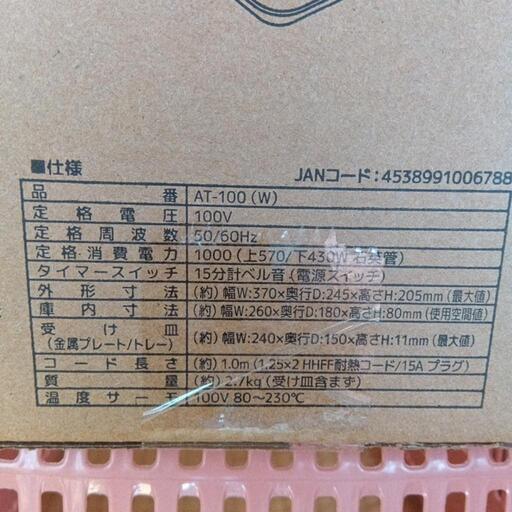 ■仕様
JANコード：4538991006788
品番 AT-100 (W)
定格電圧 100V
定格周波数 50/60Hz
定格消費電力 1000（上570/下430W 石英管）
タイマースイッチ 15分計ベル音（電源スイッチ）
外形寸法 (約) 幅W:370×奥行D:245×高さH:205mm（最大値）
庫内寸法 (約) 幅W:260×奥行D:180×高さH:80mm（使用空間値）
受け皿
（金属プレート/トレー） (約) 幅W:240×奥行D:150×高さH:11mm（最大値）
コード長さ (約) 1.0m（1.25×2 HHFF耐熱コード/15A プラグ）
質量 (約) 2.7kg（受け皿含まず）
温度サーモ 100V 80〜230℃